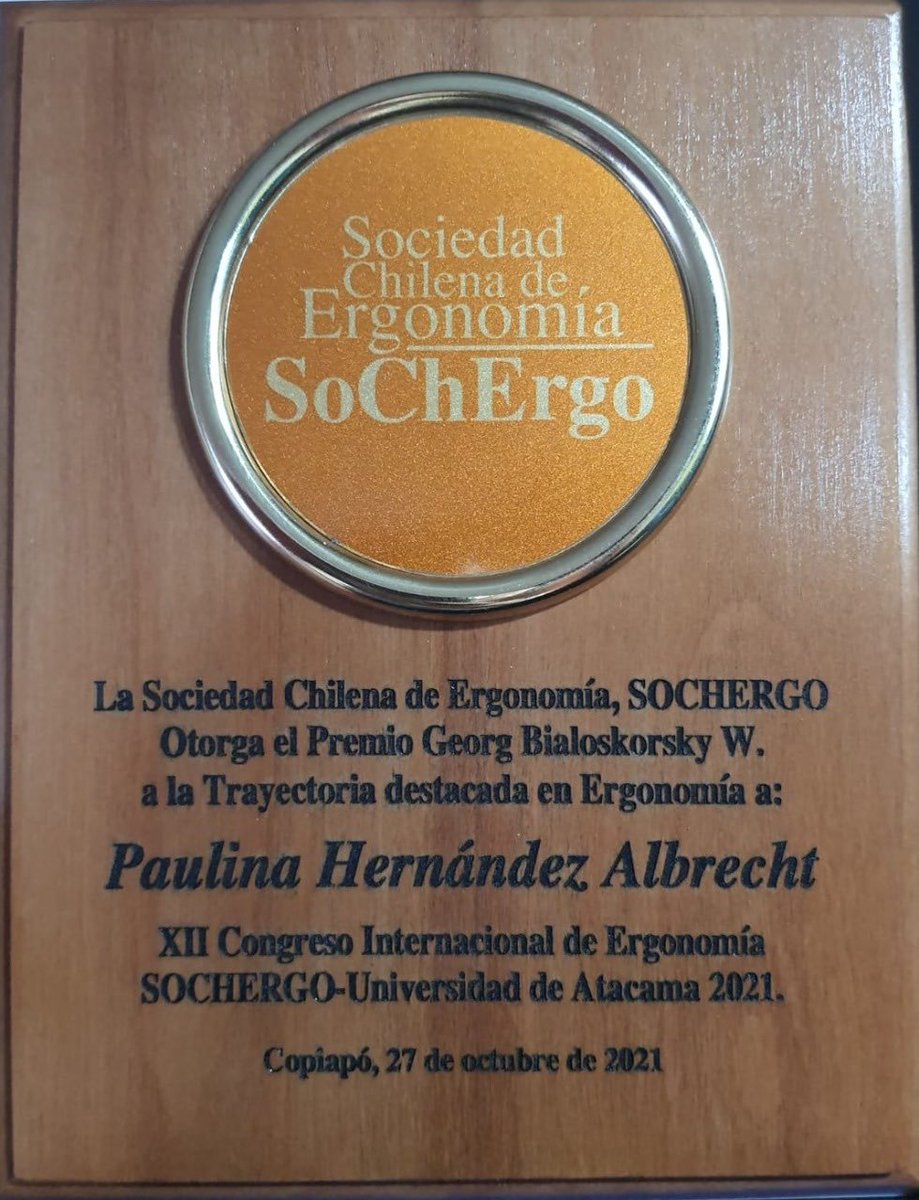 Sociedad
Chilena de
Ergonomía
SoChErgo
La Sociedad Chilena de Ergonomía, SOCHERGO
Otorga el Premio Georg Bialoskorsky W.
a la Trayectoria destacada en Ergonomía a:
Paulina Hernández Albrecht
XII Congreso Internacional de Ergonomía
SOCHERGO-Universidad de Atacama 2021.
Copiapó, 27 de octubre de 2021